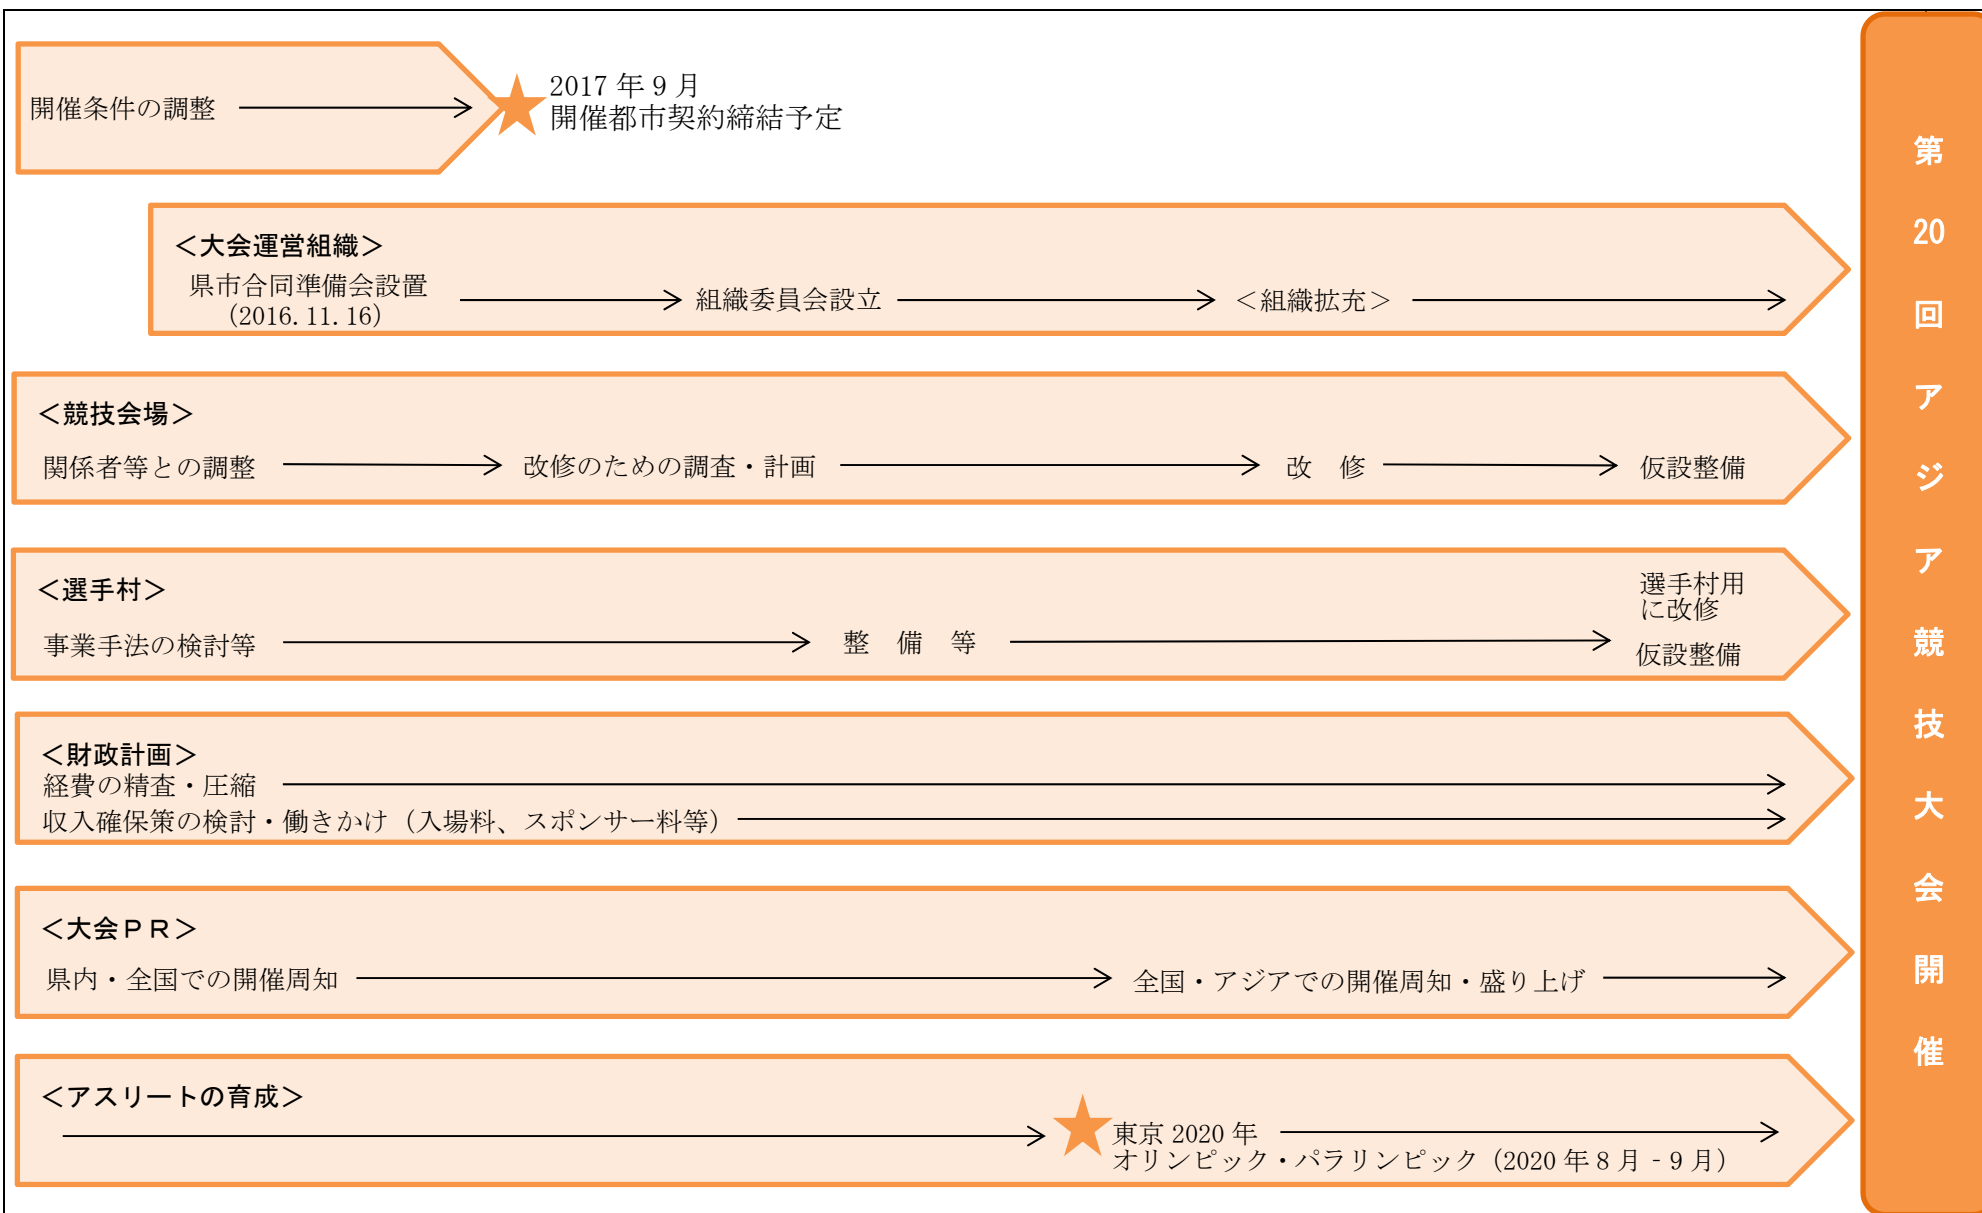 開催条件の調整
2017 年 9 月
開催都市契約締結予定
＜大会運営組織＞
県市合同準備会設置
（2016.11.16）
組織委員会設立
＜組織拡充＞
＜競技会場＞
関係者等との調整
改修のための調査・計画
改　修
仮設整備
＜選手村＞
事業手法の検討等
整　備　等
選手村用
に改修
仮設整備
＜財政計画＞
経費の精査・圧縮
収入確保策の検討・働きかけ（入場料、スポンサー料等）
＜大会ＰＲ＞
県内・全国での開催周知
全国・アジアでの開催周知・盛り上げ
＜アスリートの育成＞
東京 2020 年
オリンピック・パラリンピック（2020 年 8 月‐9 月）
第20回アジア競技大会開催